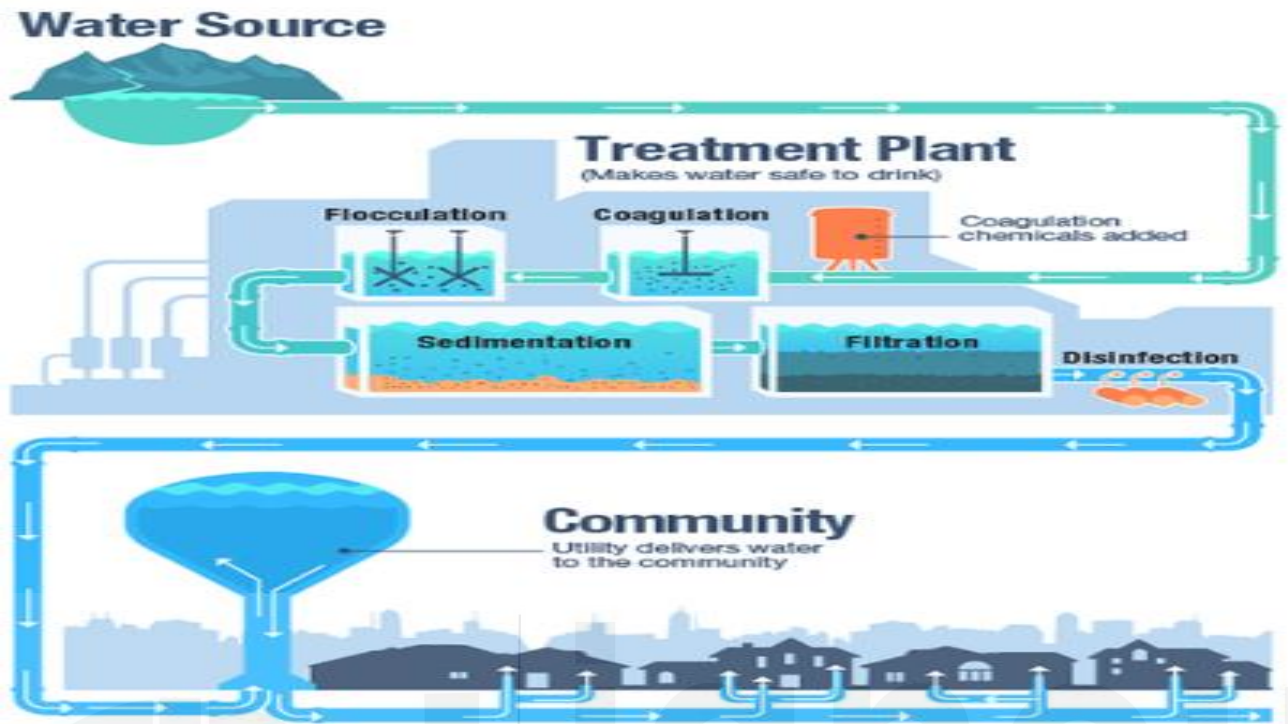 Water Source
Treatment Plant
(Makes water safe to drink)
Flocculation
Coagulation
Coagulation
chemicals added
Sedimentation
Filtration
Disinfection
Community
Utility delivers water
to the community